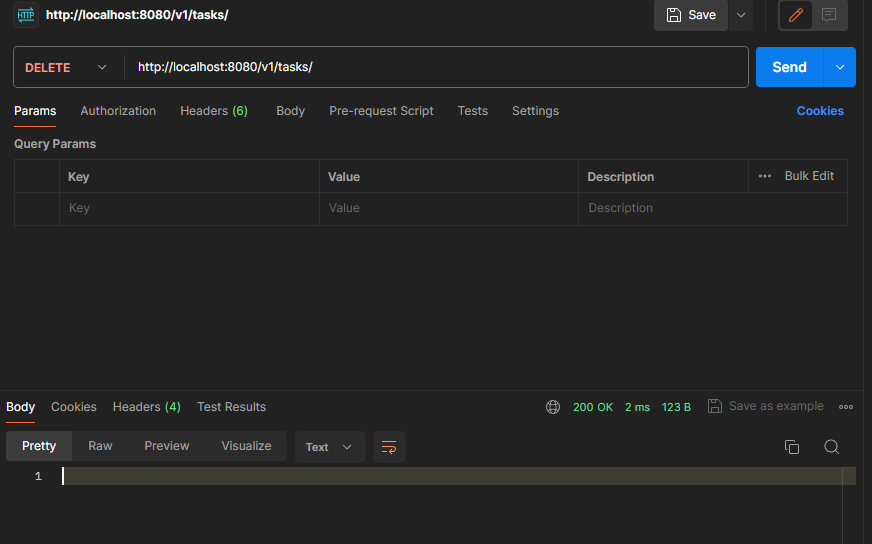 HTTP http://localhost:8080/v1/tasks/ Save
DELETE http://localhost:8080/v1/tasks/ Send
Params Authorization Headers (6) Body Pre-request Script Tests Settings Cookies
Query Params
Key Value Description ••• Bulk Edit
Key Value Description
Body Cookies Headers (4) Test Results 200 OK 2 ms 123 B Save as example
Pretty Raw Preview Visualize Text
1